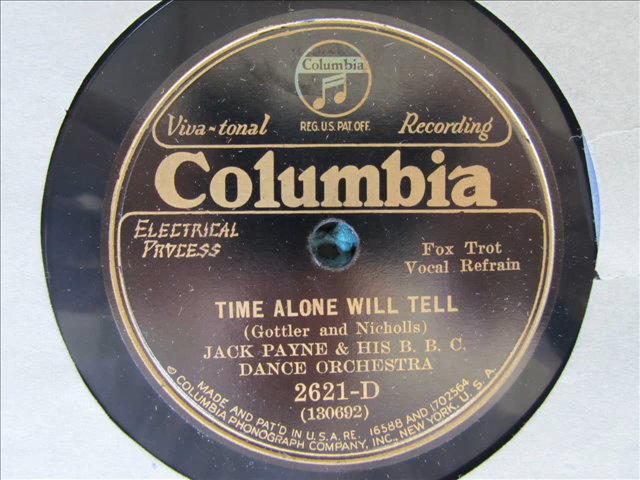 Columbia
REG. U.S. PAT. OFF.
Viva-tonal Recording
Columbia
ELECTRICAL
PROCESS
Fox Trot
Vocal Refrain
TIME ALONE WILL TELL
(Gottler and Nicholls)
JACK PAYNE & HIS B. B. C.
DANCE ORCHESTRA
2621-D
(130692)
MADE AND PAT'D IN U.S.A. RE. 16588 AND 1702564
© COLUMBIA PHONOGRAPH COMPANY, INC., NEW YORK, U.S.A.